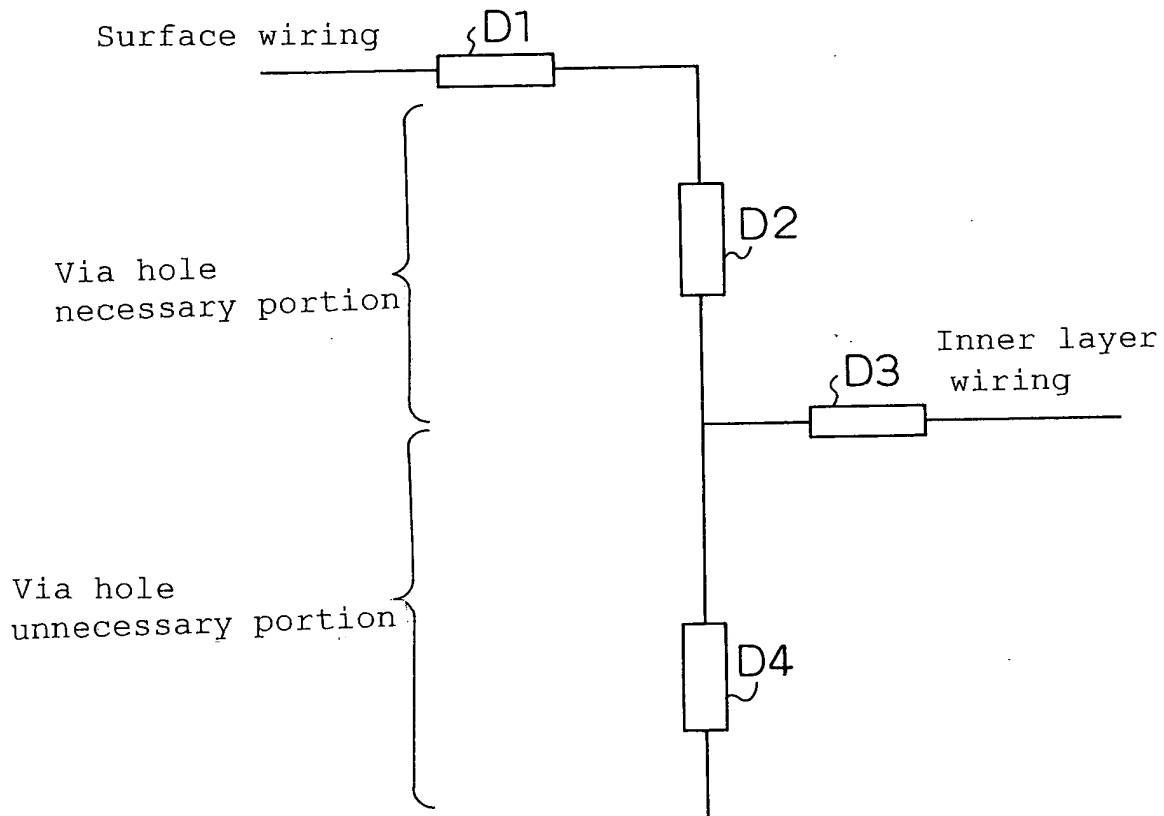 Surface wiring
D1
D2
Via hole
necessary portion
D3
Inner layer
wiring
Via hole
unnecessary portion
D4